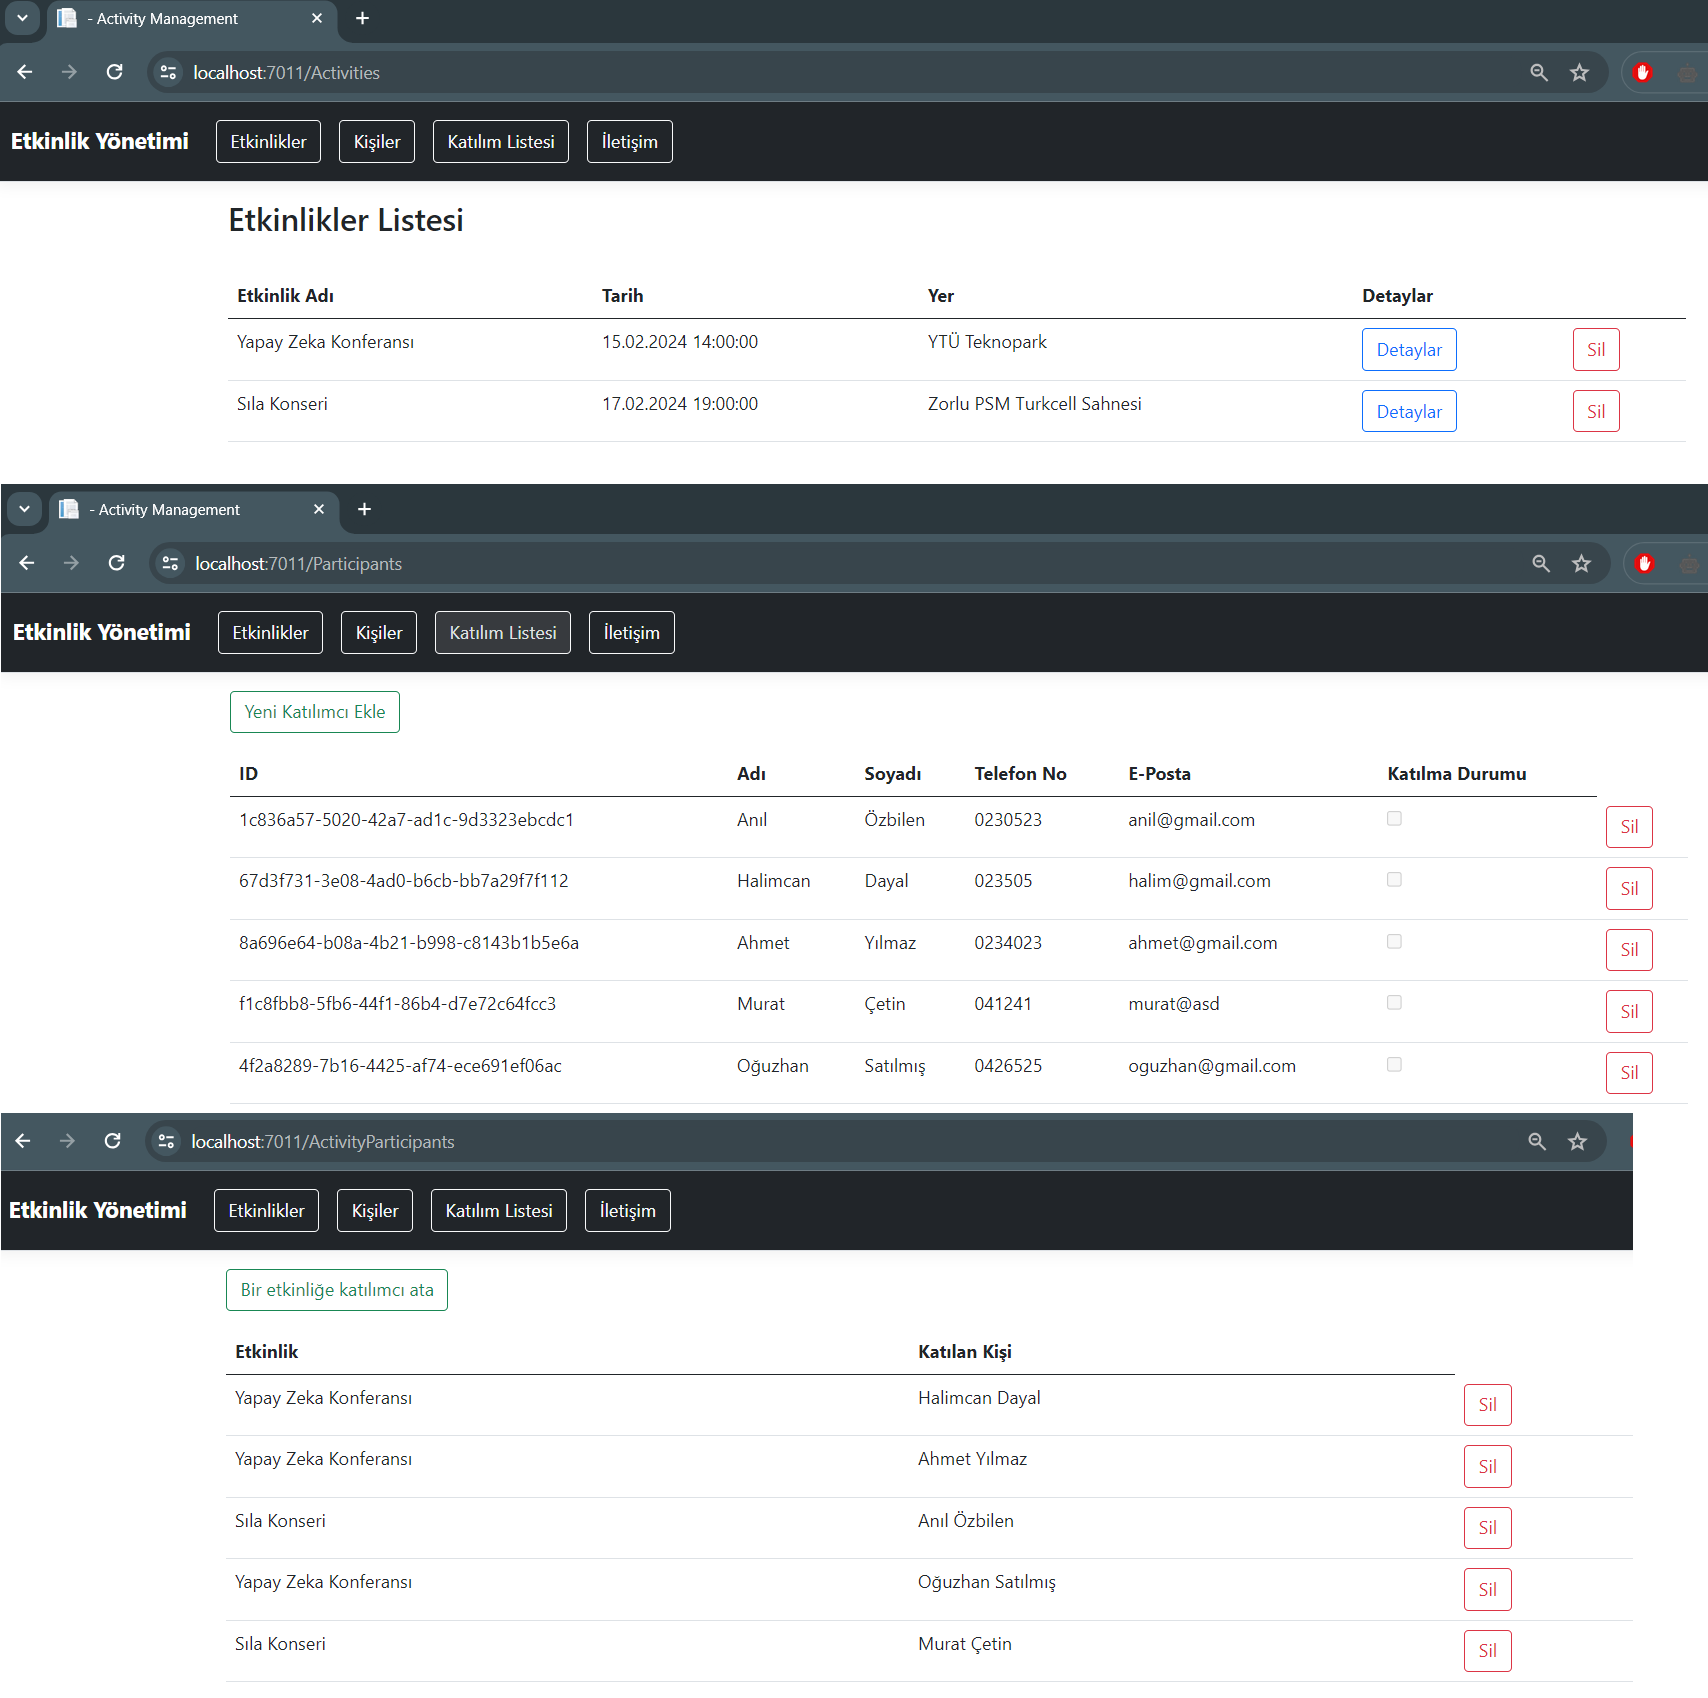 - Activity Management
localhost:7011/Activities
Etkinlik Yönetimi Etkinlikler Kişiler Katılım Listesi İletişim
Etkinlikler Listesi
Etkinlik Adı Tarih Yer Detaylar
Yapay Zeka Konferansı 15.02.2024 14:00:00 YTÜ Teknopark Detaylar Sil
Sıla Konseri 17.02.2024 19:00:00 Zorlu PSM Turkcell Sahnesi Detaylar Sil
- Activity Management
localhost:7011/Participants
Etkinlik Yönetimi Etkinlikler Kişiler Katılım Listesi İletişim
Yeni Katılımcı Ekle
ID Adı Soyadı Telefon No E-Posta Katılma Durumu
1c836a57-5020-42a7-ad1c-9d3323ebcdc1 Anıl Özbilen 0230523 anil@gmail.com Sil
67d3f731-3e08-4ad0-b6cb-bb7a29f7f112 Halimcan Dayal 023505 halim@gmail.com Sil
8a696e64-b08a-4b21-b998-c8143b1b5e6a Ahmet Yılmaz 0234023 ahmet@gmail.com Sil
f1c8fbb8-5fb6-44f1-86b4-d7e72c64fcc3 Murat Çetin 041241 murat@asd Sil
4f2a8289-7b16-4425-af74-ece691ef06ac Oğuzhan Satılmış 0426525 oguzhan@gmail.com Sil
localhost:7011/ActivityParticipants
Etkinlik Yönetimi Etkinlikler Kişiler Katılım Listesi İletişim
Bir etkinliğe katılımcı ata
Etkinlik Katılan Kişi
Yapay Zeka Konferansı Halimcan Dayal Sil
Yapay Zeka Konferansı Ahmet Yılmaz Sil
Sıla Konseri Anıl Özbilen Sil
Yapay Zeka Konferansı Oğuzhan Satılmış Sil
Sıla Konseri Murat Çetin Sil